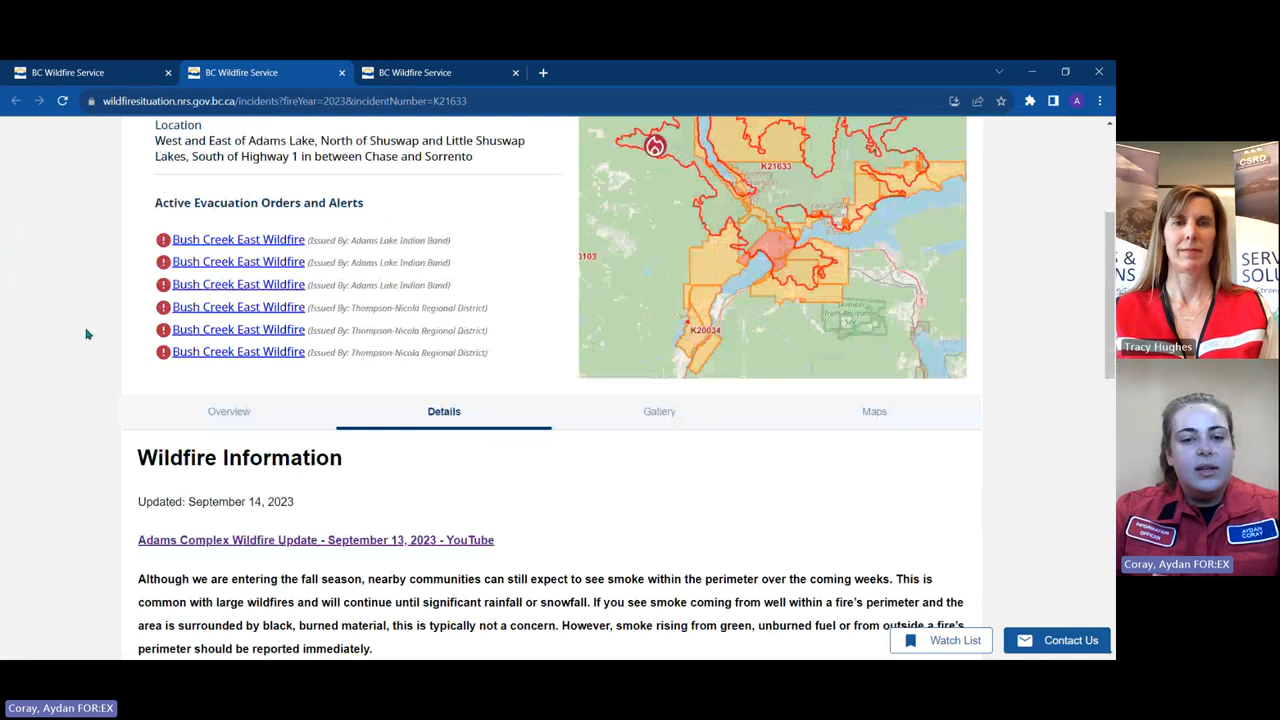 BC Wildfire Service
BC Wildfire Service
BC Wildfire Service
wildfiresituation.nrs.gov.bc.ca/incidents?fireYear=2023&incidentNumber=K21633
A
Location
West and East of Adams Lake, North of Shuswap and Little Shuswap
Lakes, South of Highway 1 in between Chase and Sorrento
Active Evacuation Orders and Alerts
Bush Creek East Wildfire (Issued By: Adams Lake Indian Band)
Bush Creek East Wildfire (Issued By: Adams Lake Indian Band)
Bush Creek East Wildfire (Issued By: Adams Lake Indian Band)
Bush Creek East Wildfire (Issued By: Thompson-Nicola Regional District)
Bush Creek East Wildfire (Issued By: Thompson-Nicola Regional District)
Bush Creek East Wildfire (Issued By: Thompson-Nicola Regional District)
K21633
0103
K20034
Overview
Details
Gallery
Maps
Wildfire Information
Updated: September 14, 2023
Adams Complex Wildfire Update - September 13, 2023 - YouTube
Although we are entering the fall season, nearby communities can still expect to see smoke within the perimeter over the coming weeks. This is
common with large wildfires and will continue until significant rainfall or snowfall. If you see smoke coming from well within a fire's perimeter and the
area is surrounded by black, burned material, this is typically not a concern. However, smoke rising from green, unburned fuel or from outside a fire's
perimeter should be reported immediately.
Watch List
Contact Us
CSRD
S &
SERV
SOLU
Tracy Hughes
INFORMATION
OFFICER
AYDAN
CORAY
Coray, Aydan FOR:EX
Coray, Aydan FOR:EX